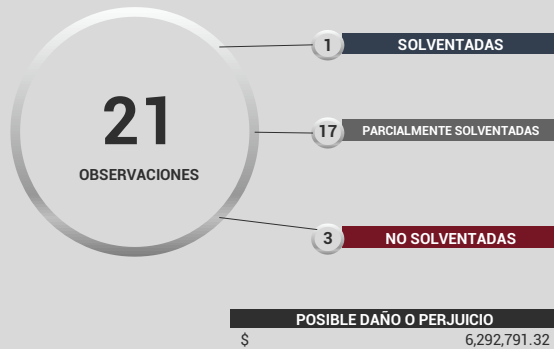 21
OBSERVACIONES
1 SOLVENTADAS
17 PARCIALMENTE SOLVENTADAS
3 NO SOLVENTADAS
POSIBLE DAÑO O PERJUICIO
$ 6,292,791.32